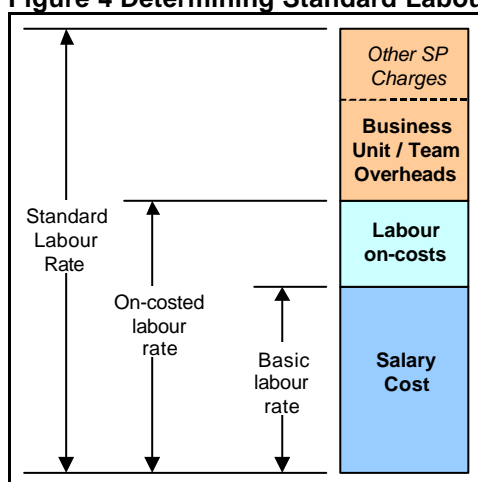 Figure 4 Determining Standard Labou
Other SP
Charges
Business
Unit / Team
Overheads
Standard
Labour
Rate
Labour
on-costs
On-costed
labour
rate
Basic
labour
rate
Salary
Cost